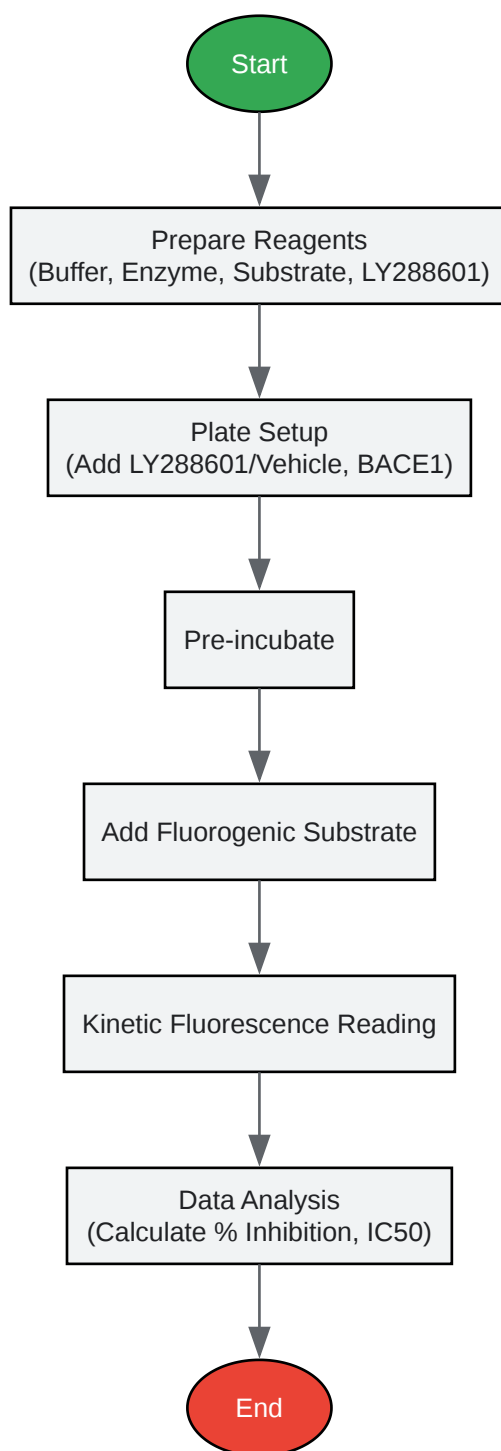 Start
Prepare Reagents
(Buffer, Enzyme, Substrate, LY288601)
Plate Setup
(Add LY288601/Vehicle, BACE1)
Pre-incubate
Add Fluorogenic Substrate
Kinetic Fluorescence Reading
Data Analysis
(Calculate % Inhibition, IC50)
End